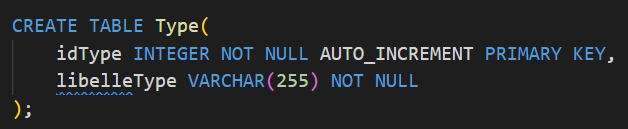 CREATE TABLE Type(
    idType INTEGER NOT NULL AUTO_INCREMENT PRIMARY KEY,
    libelleType VARCHAR(255) NOT NULL
);